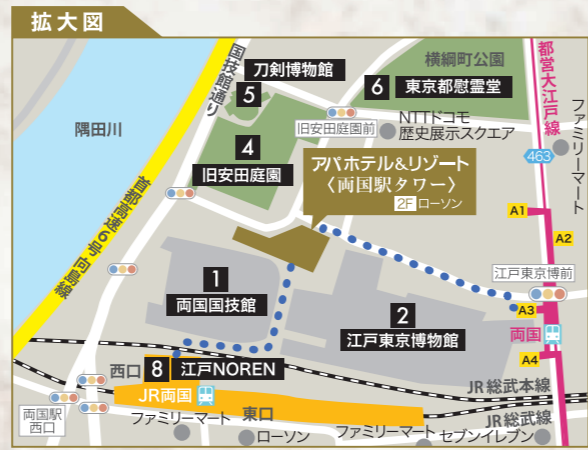 拡大図
国技館通り
刀剣博物館
5
横網町公園
6 東京都慰霊堂
都営大江戸線
ファミリーマート
隅田川
旧安田庭園前
NTTドコモ
歴史展示スクエア
4
旧安田庭園
アパホテル&リゾート
〈両国駅タワー〉
2F ローソン
463
首都高速6号向島線
A1
A2
江戸東京博前
1
両国国技館
2
江戸東京博物館
A3
両国
A4
西口
8 江戸NOREN
JR両国
JR総武本線
両国駅
西口
東口
JR総武線
ファミリーマート
ローソン
ファミリーマート
セブンイレブン